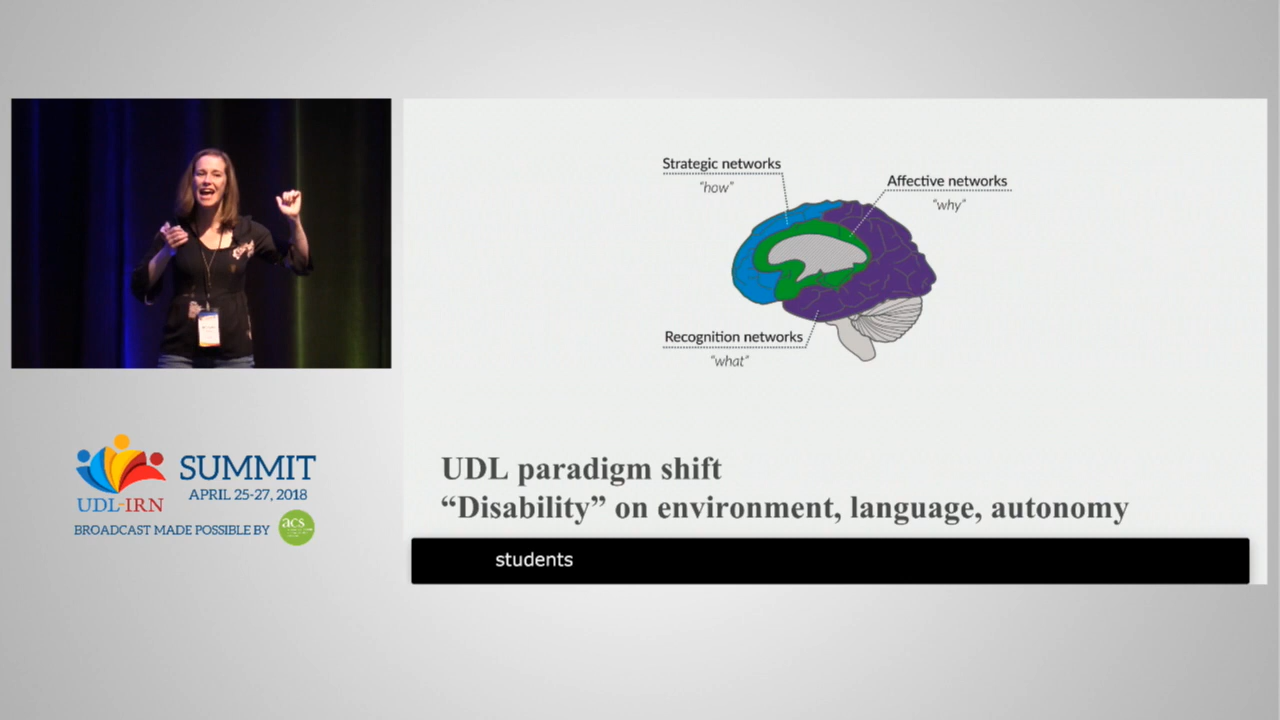 Strategic networks
“how”
Affective networks
“why”
Recognition networks
“what”
UDL paradigm shift
“Disability” on environment, language, autonomy
students
UDL-IRN
SUMMIT
APRIL 25-27, 2018
BROADCAST MADE POSSIBLE BY
acs